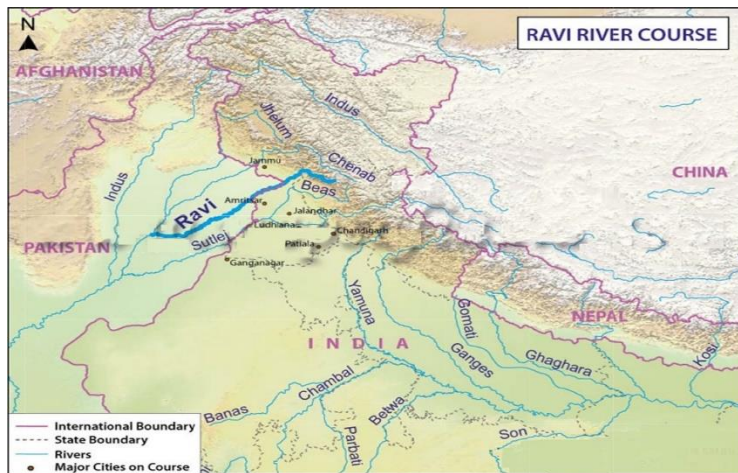 N
RAVI RIVER COURSE
AFGHANISTAN
Indus
Jhelum
CHINA
Chenab
Jammu
Indus
Beas
Ravi
Amritsar
Jalandhar
Ludhiana
Chandigarh
PAKISTAN
Sutlej
Patiala
Ganganagar
Yamuna
Gomati
NEPAL
INDIA
Ganges
Ghaghara
Kosi
Chambal
Banas
Betwa
Parbati
Son
International Boundary
State Boundary
Rivers
Major Cities on Course